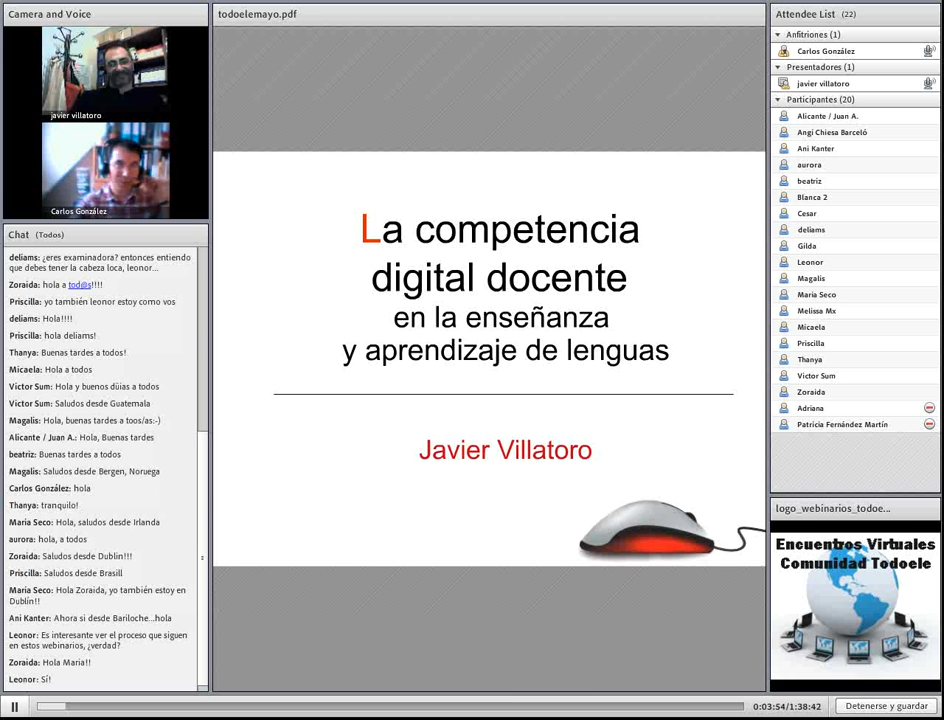 Camera and Voice
javier villatoro
Carlos González
Chat (Todos)
deliams: ¿eres examinadora? entonces entiendo
que debes tener la cabeza loca, leonor...
Zoraida: hola a tod@s!!!!
Priscilla: yo también leonor estoy como vos
deliams: Hola!!!!
Priscilla: hola deliams!
Thanya: Buenas tardes a todos!
Micaela: Hola a todos
Victor Sum: Hola y buenos düias a todos
Victor Sum: Saludos desde Guatemala
Magalis: Hola, buenas tardes a toos/as:-)
Alicante / Juan A.: Hola, Buenas tardes
beatriz: Buenas tardes a todos
Magalis: Saludos desde Bergen, Noruega
Carlos González: hola
Thanya: tranquilo!
Maria Seco: Hola, saludos desde Irlanda
aurora: hola, a todos
Zoraida: Saludos desde Dublin!!!
Priscilla: Saludos desde Brasill
Maria Seco: Hola Zoraida, yo también estoy en
Dublín!!
Ani Kanter: Ahora si desde Bariloche...hola
Leonor: Es interesante ver el proceso que siguen
en estos webinarios, ¿verdad?
Zoraida: Hola Maria!!
Leonor: Sí!
todoelemayo.pdf
La competencia
digital docente
en la enseñanza
y aprendizaje de lenguas
Javier Villatoro
Attendee List (22)
Anfitriones (1)
Carlos González
Presentadores (1)
javier villatoro
Participantes (20)
Alicante / Juan A.
Angi Chiesa Barceló
Ani Kanter
aurora
beatriz
Blanca 2
Cesar
deliams
Gilda
Leonor
Magalis
Maria Seco
Melissa Mx
Micaela
Priscilla
Thanya
Victor Sum
Zoraida
Adriana
Patricia Fernández Martín
logo_webinarios_todoe...
Encuentros Virtuales
Comunidad Todoele
0:03:54/1:38:42
Detenerse y guardar